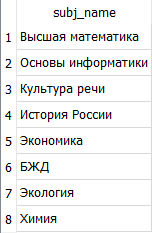 subj_name
1 Высшая математика
2 Основы информатики
3 Культура речи
4 История России
5 Экономика
6 БЖД
7 Экология
8 Химия